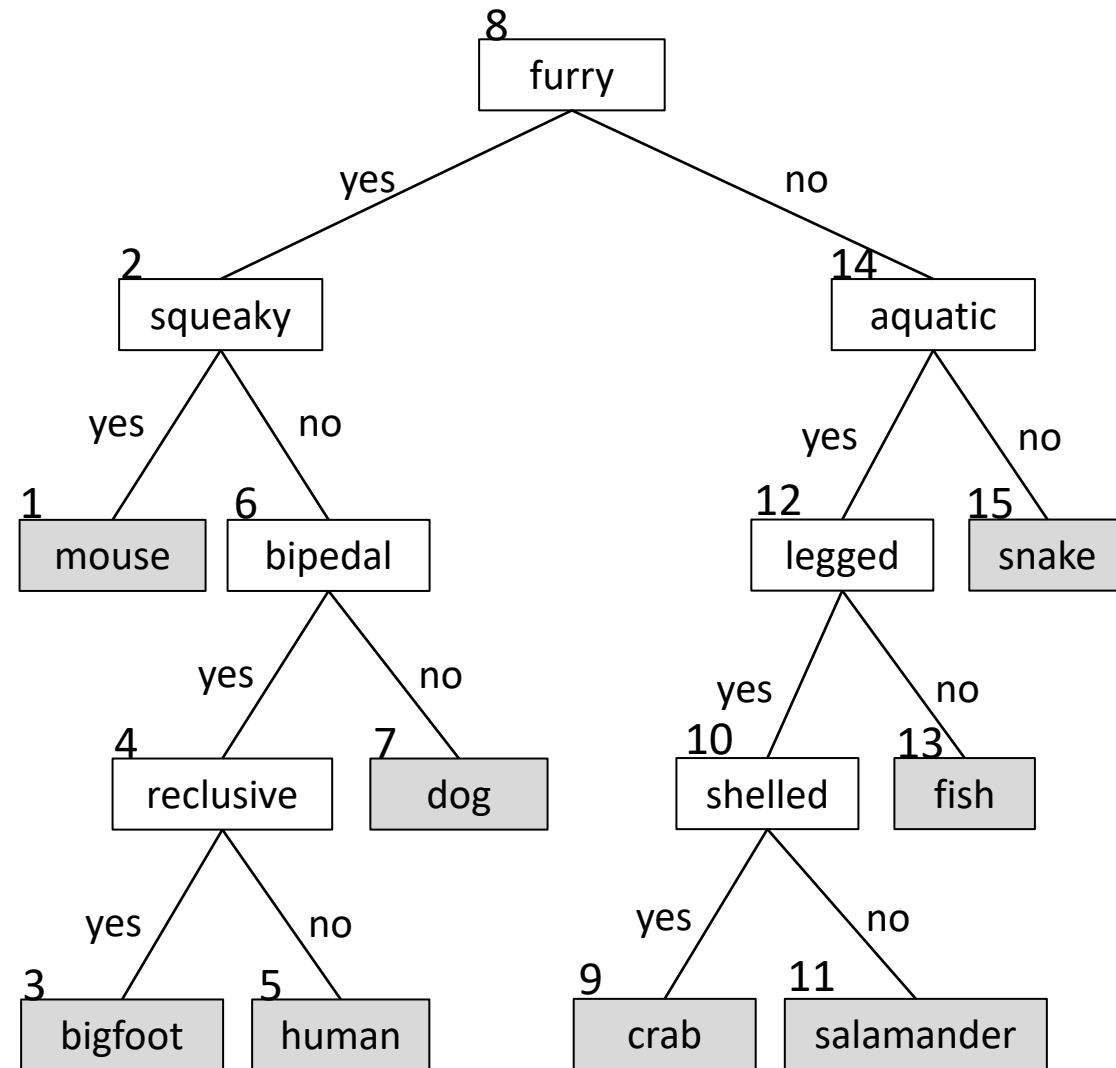 8
furry
yes
no
2
14
squeaky
aquatic
yes
no
yes
no
1
6
12
15
mouse
bipedal
legged
snake
yes
no
yes
no
4
7
10
13
reclusive
dog
shelled
fish
yes
no
yes
no
3
5
9
11
bigfoot
human
crab
salamander